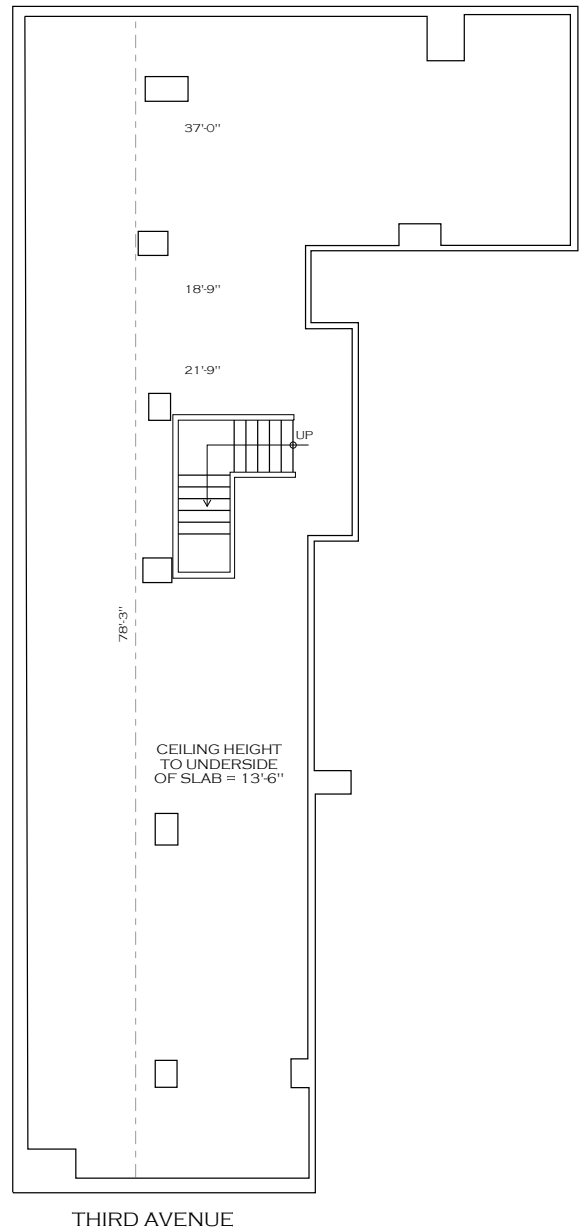 37'-0"
18'-9"
21'-9"
UP
78'-3"
CEILING HEIGHT
TO UNDERSIDE
OF SLAB = 13'-6"
THIRD AVENUE